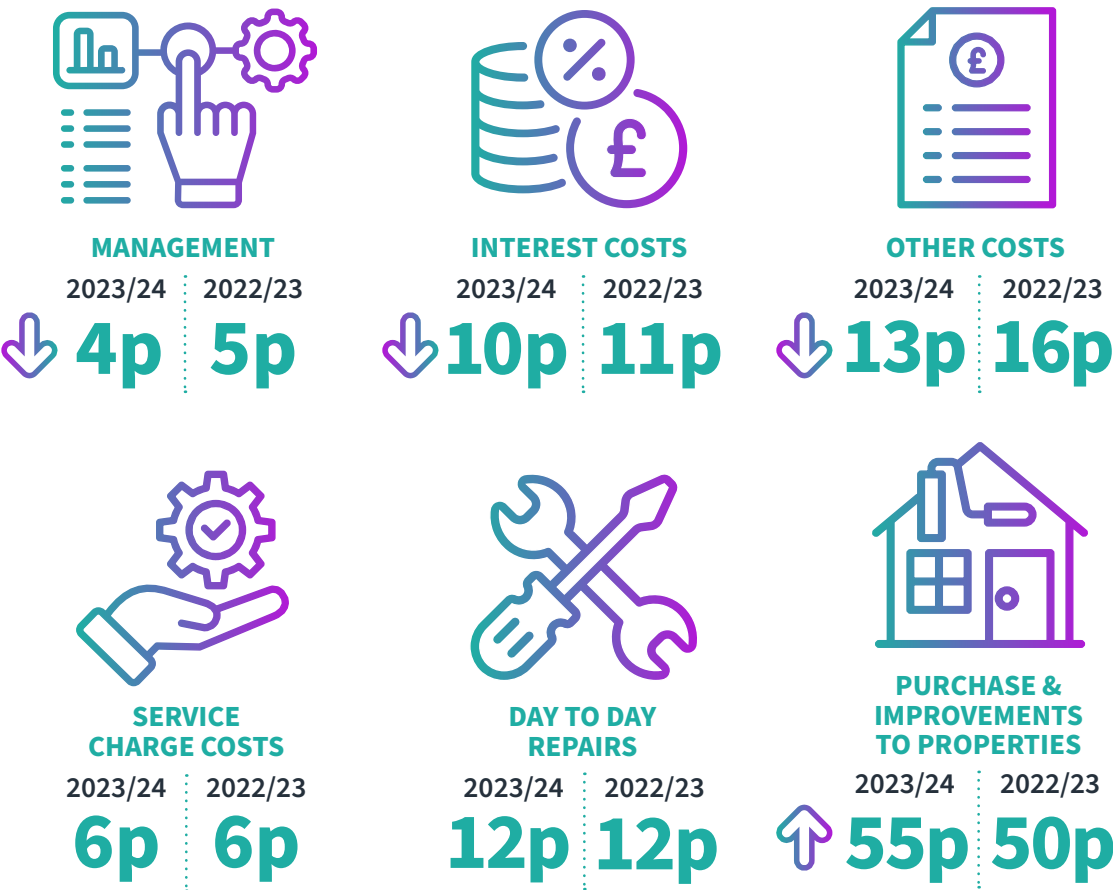 %
£
£
MANAGEMENT
2023/24 2022/23
4p 5p
INTEREST COSTS
2023/24 2022/23
10p 11p
OTHER COSTS
2023/24 2022/23
13p 16p
SERVICE
CHARGE COSTS
2023/24 2022/23
6p 6p
DAY TO DAY
REPAIRS
2023/24 2022/23
12p 12p
PURCHASE &
IMPROVEMENTS
TO PROPERTIES
2023/24 2022/23
55p 50p